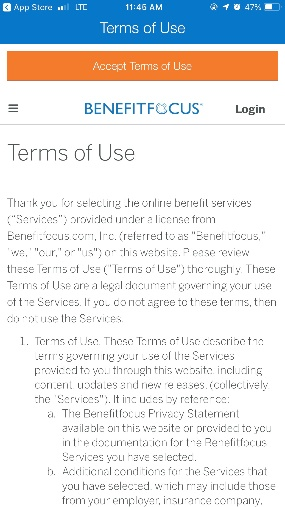 App Store LTE 11:46 AM 47%
Terms of Use
Accept Terms of Use
BENEFITFOCUS Login
Terms of Use
Thank you for selecting the online benefit services
("Services") provided under a license from
Benefitfocus.com, Inc. (referred to as "Benefitfocus,"
"we," "our," or "us") on this website. Please review
these Terms of Use ("Terms of Use") thoroughly. These
Terms of Use are a legal document governing your use
of the Services. If you do not agree to these terms, then
do not use the Services.
1. Terms of Use. These Terms of Use describe the
terms governing your use of the Services
provided to you through this website, including
content, updates and new releases, (collectively,
the "Services"). It includes by reference:
a. The Benefitfocus Privacy Statement
available on this website or provided to you
in the documentation for the Benefitfocus
Services you have selected.
b. Additional conditions for the Services that
you have selected, which may include those
from your employer, insurance company,